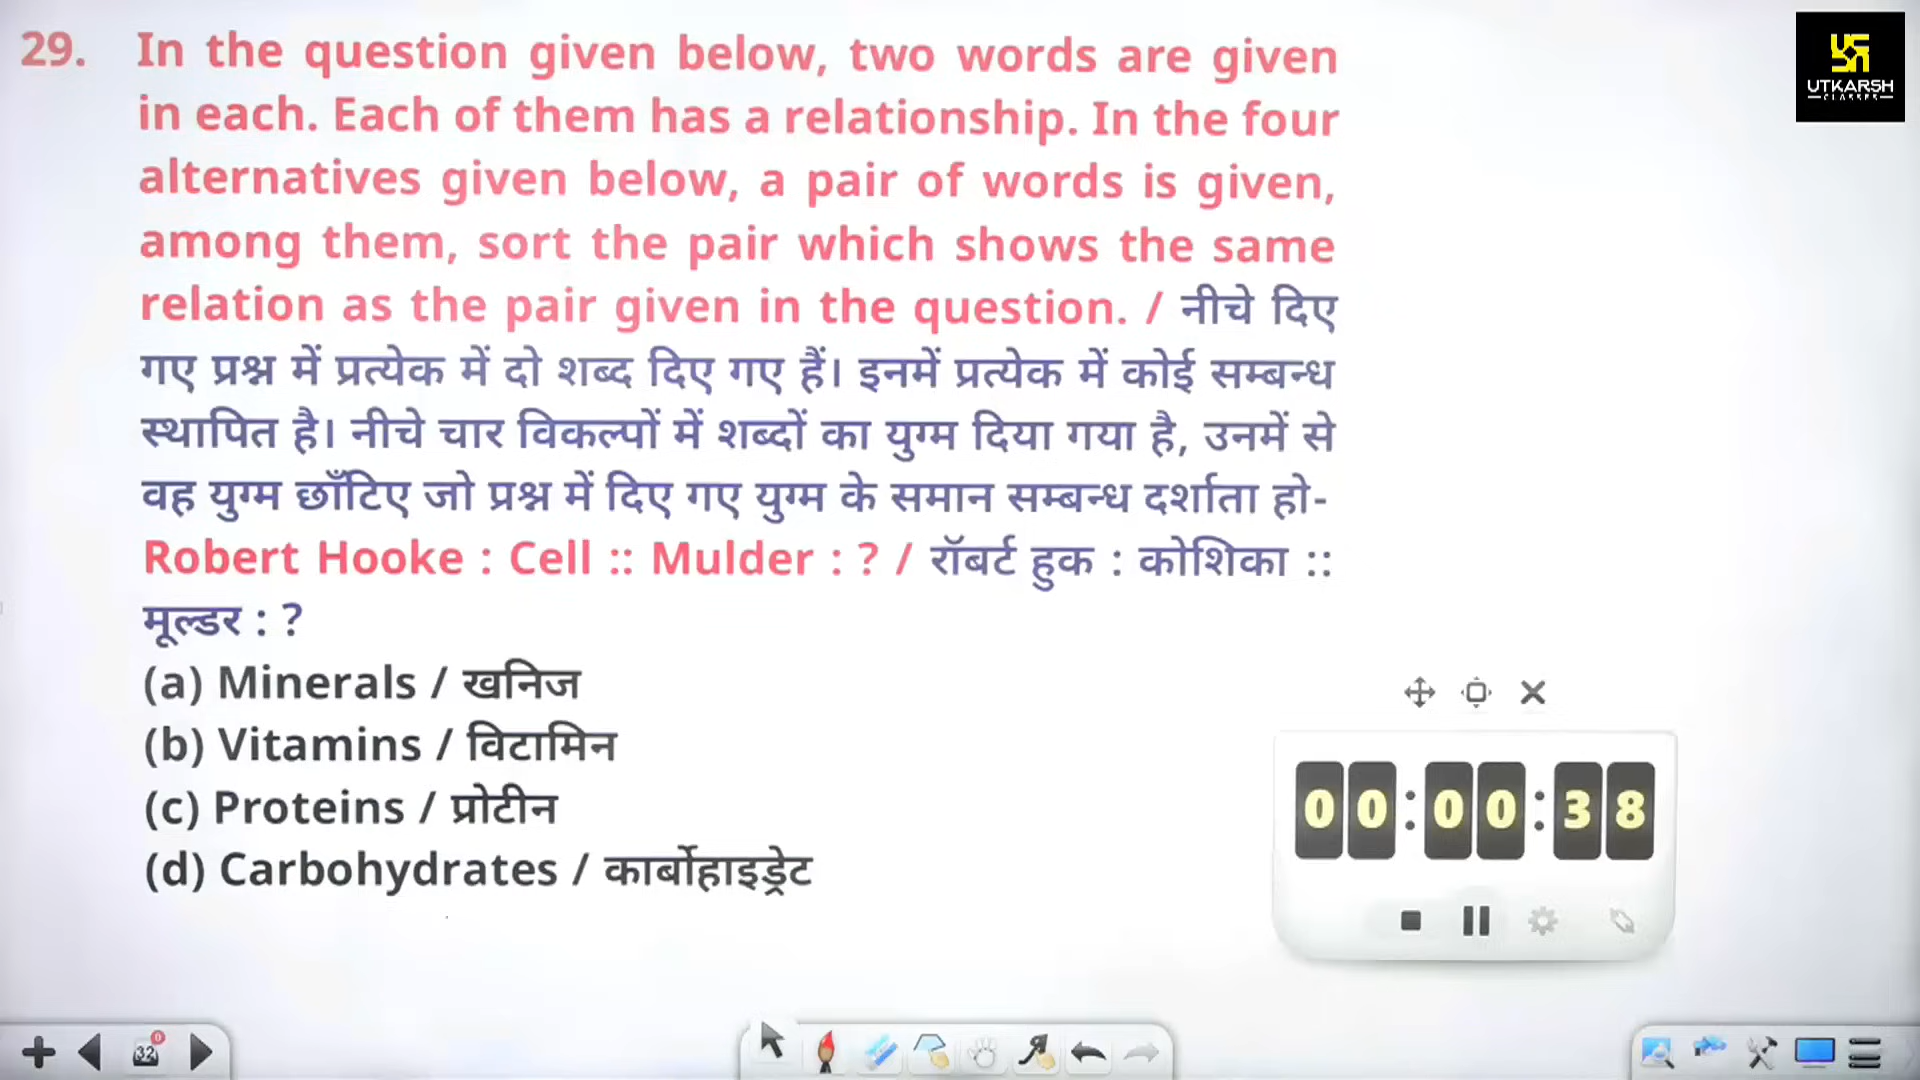 29. In the question given below, two words are given
in each. Each of them has a relationship. In the four
alternatives given below, a pair of words is given,
among them, sort the pair which shows the same
relation as the pair given in the question. / नीचे दिए
गए प्रश्न में प्रत्येक में दो शब्द दिए गए हैं। इनमें प्रत्येक में कोई सम्बन्ध
स्थापित है। नीचे चार विकल्पों में शब्दों का युग्म दिया गया है, उनमें से
वह युग्म छाँटिए जो प्रश्न में दिए गए युग्म के समान सम्बन्ध दर्शाता हो-
Robert Hooke : Cell :: Mulder : ? / रॉबर्ट हुक : कोशिका ::
मूल्डर : ?
(a) Minerals / खनिज
(b) Vitamins / विटामिन
(c) Proteins / प्रोटीन
(d) Carbohydrates / कार्बोहाइड्रेट
UTKARSH
CLASSES
00:00:38
0
32